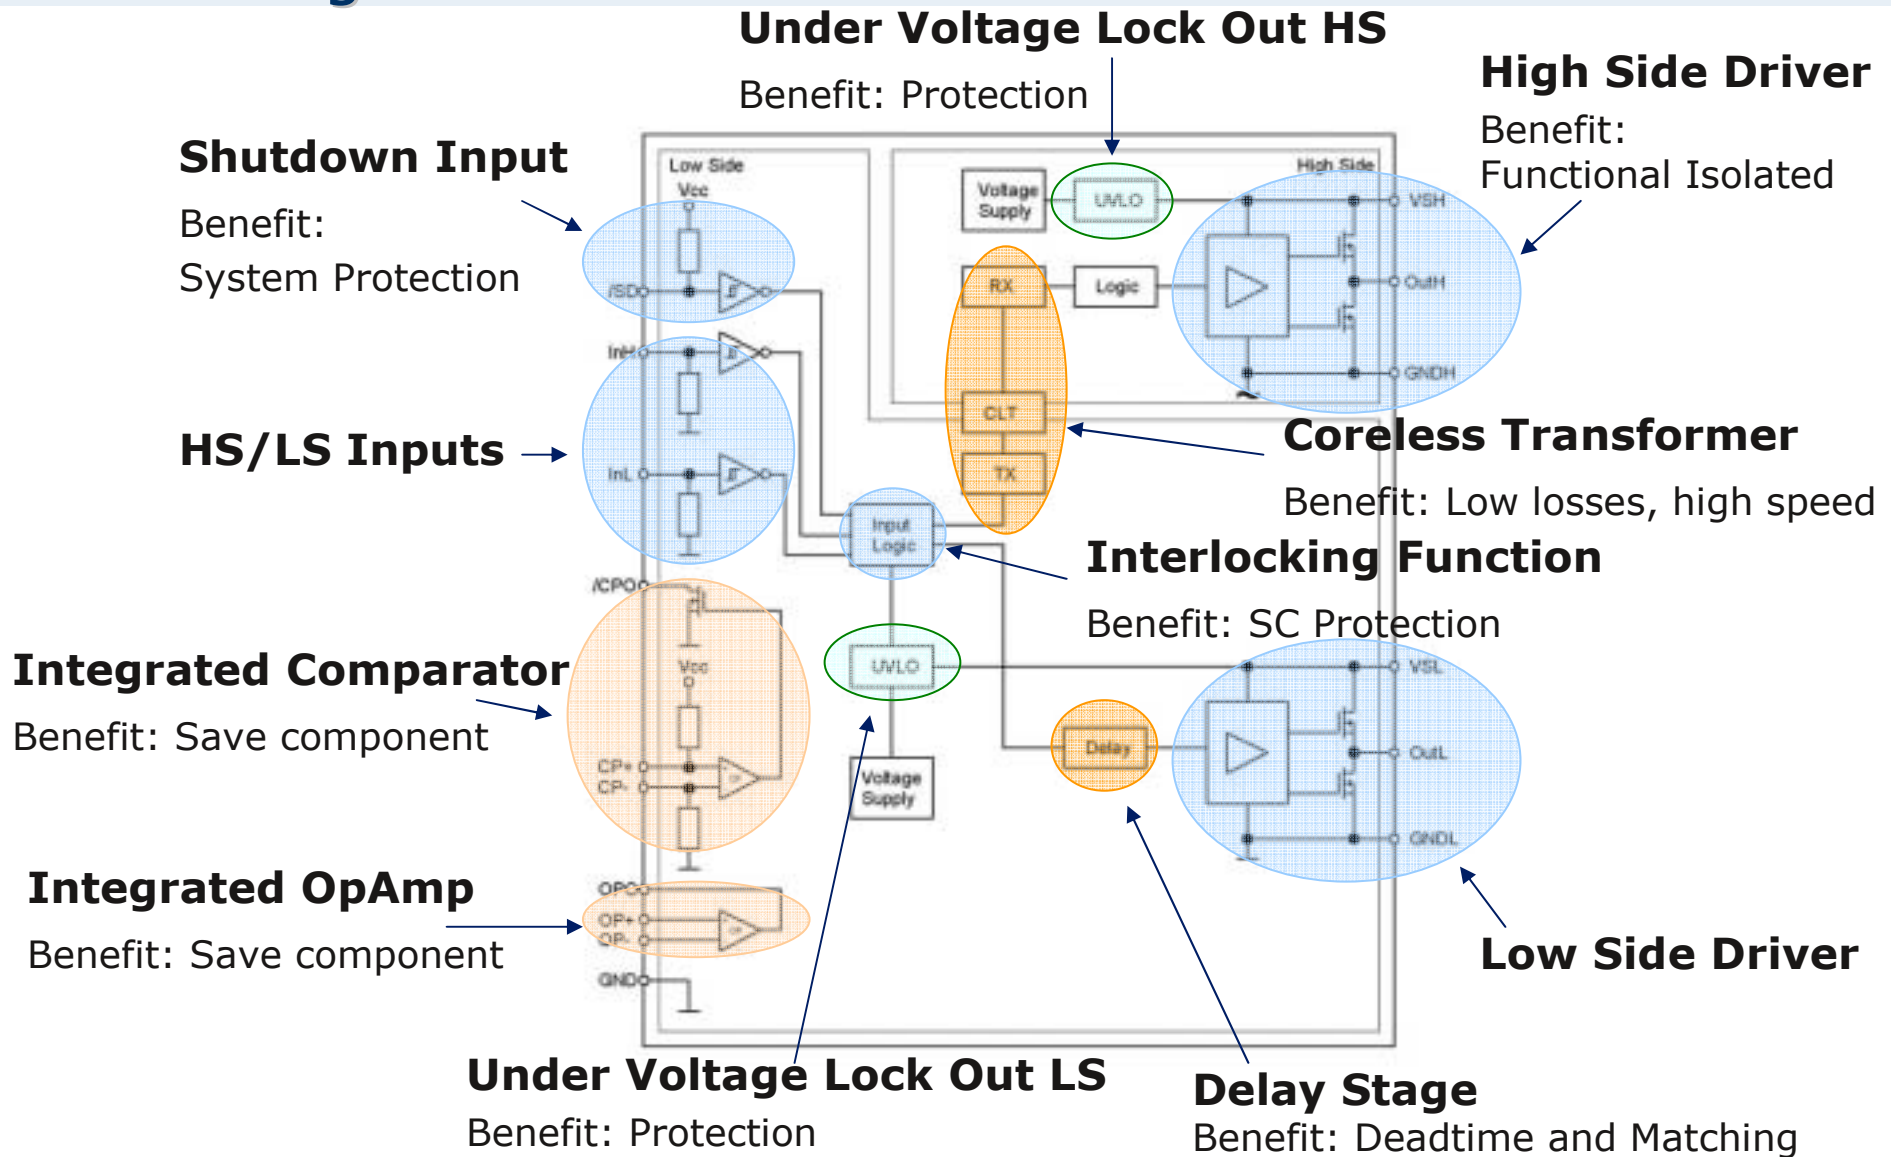 Under Voltage Lock Out HS
Benefit: Protection
High Side Driver
Benefit:
Functional Isolated
Shutdown Input
Benefit:
System Protection
Low Side
Vcc
High Side
Voltage
Supply
UVLO
VSH
/SD
RX
Logic
OutH
InH
GNDH
CLT
HS/LS Inputs
Coreless Transformer
InL
TX
Benefit: Low losses, high speed
Input
Logic
Interlocking Function
/CPO
Benefit: SC Protection
Integrated Comparator
Vcc
UVLO
VSL
Benefit: Save component
Delay
OutL
CP+
CP-
Voltage
Supply
GNDL
Integrated OpAmp
OPO
OP+
OP-
Benefit: Save component
Low Side Driver
GND
Under Voltage Lock Out LS
Benefit: Protection
Delay Stage
Benefit: Deadtime and Matching